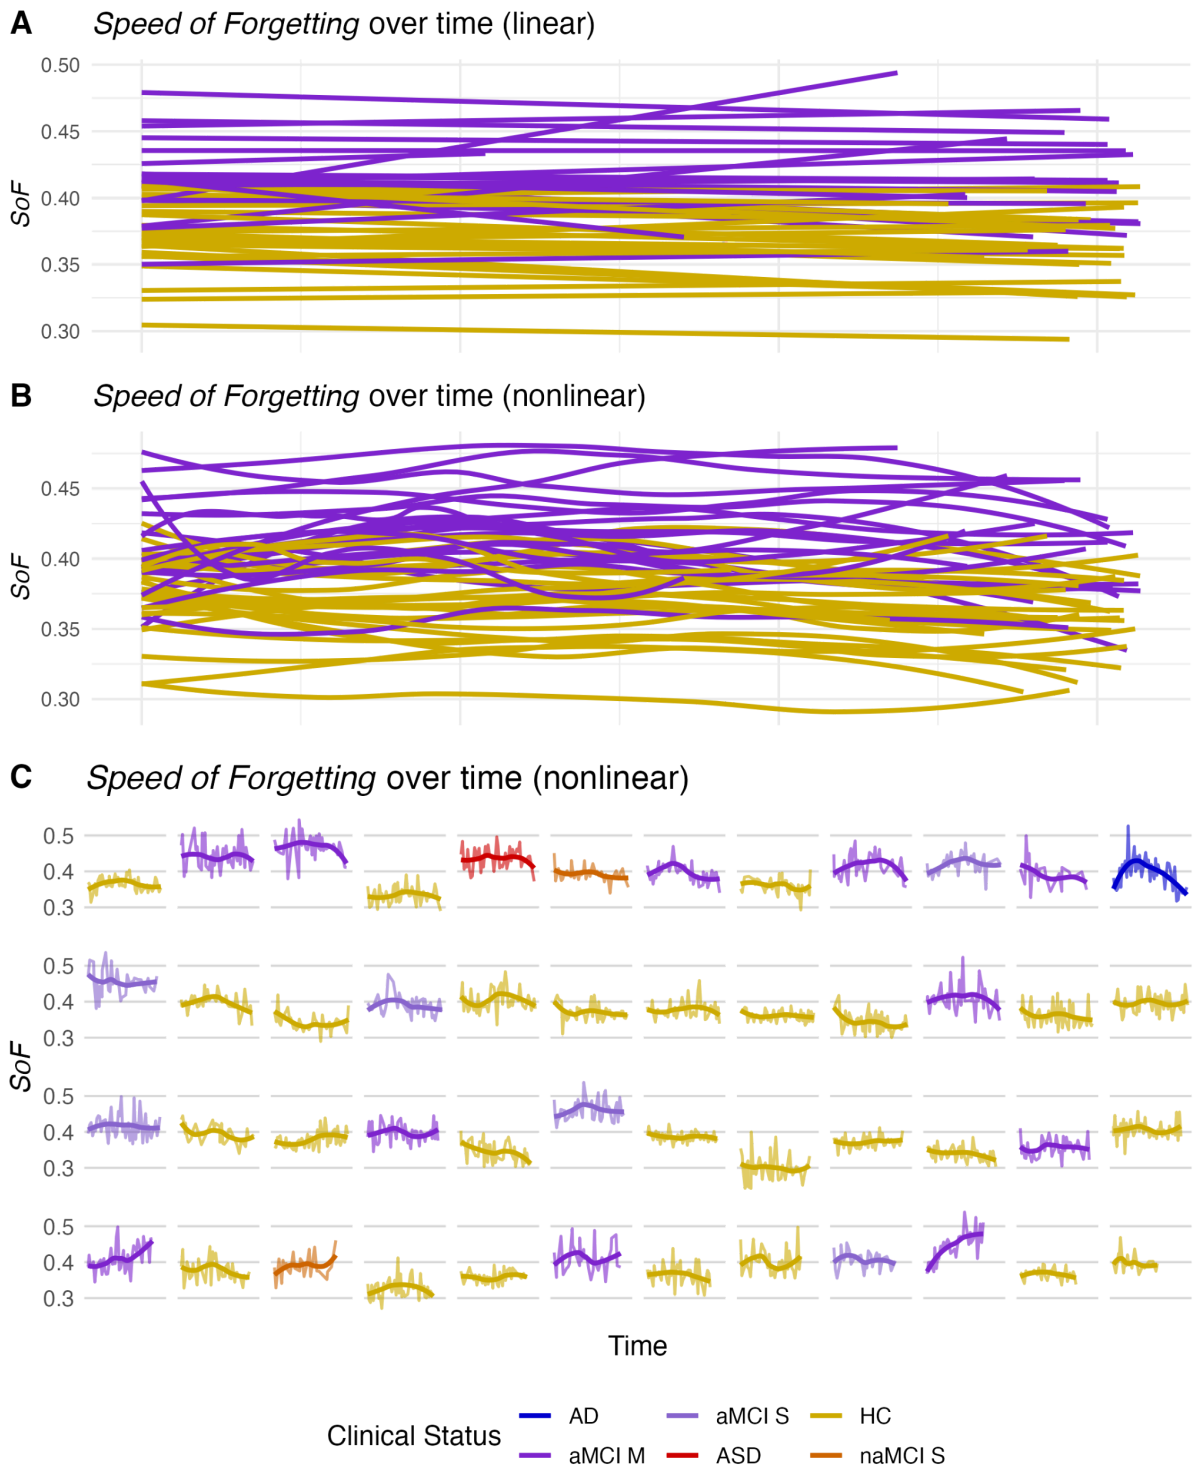 A Speed of Forgetting over time (linear)
0.50
0.45
0.40
0.35
0.30
SoF
B Speed of Forgetting over time (nonlinear)
0.45
0.40
0.35
0.30
SoF
C Speed of Forgetting over time (nonlinear)
0.5
0.4
0.3
0.5
0.4
0.3
0.5
0.4
0.3
0.5
0.4
0.3
SoF
Time
Clinical Status
AD aMCI S HC
aMCI M ASD naMCI S